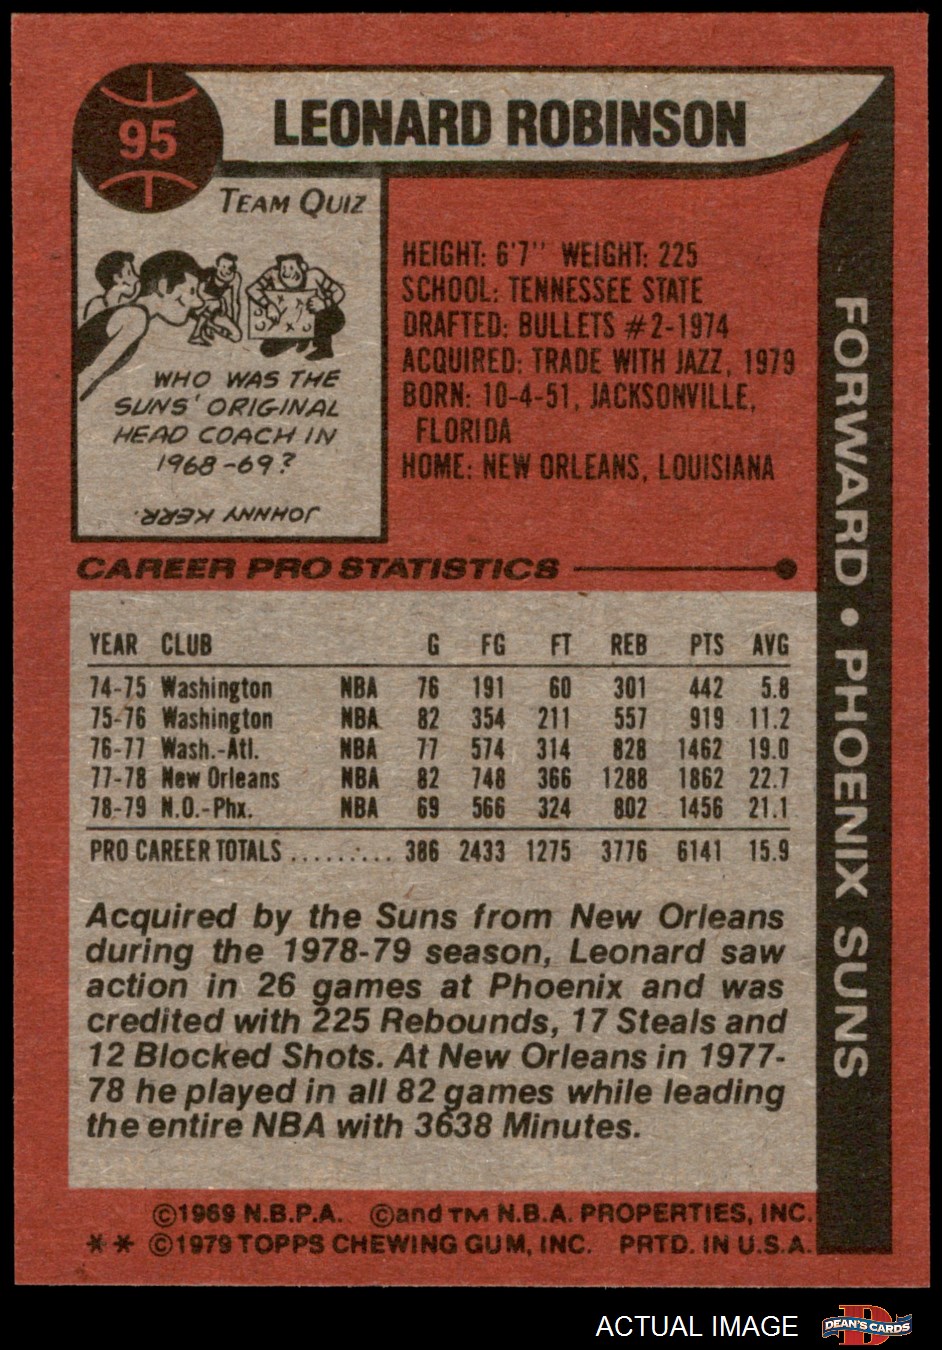 95
LEONARD ROBINSON
TEAM QUIZ
WHO WAS THE
SUNS' ORIGINAL
HEAD COACH IN
1968-69?
JOHNNY KERR.
HEIGHT: 6'7" WEIGHT: 225
SCHOOL: TENNESSEE STATE
DRAFTED: BULLETS #2-1974
ACQUIRED: TRADE WITH JAZZ, 1979
BORN: 10-4-51, JACKSONVILLE,
FLORIDA
HOME: NEW ORLEANS, LOUISIANA
FORWARD • PHOENIX SUNS
CAREER PRO STATISTICS
YEAR CLUB G FG FT REB PTS AVG
74-75 Washington NBA 76 191 60 301 442 5.8
75-76 Washington NBA 82 354 211 557 919 11.2
76-77 Wash.-Atl. NBA 77 574 314 828 1462 19.0
77-78 New Orleans NBA 82 748 366 1288 1862 22.7
78-79 N.O.-Phx. NBA 69 566 324 802 1456 21.1
PRO CAREER TOTALS .......... 386 2433 1275 3776 6141 15.9
Acquired by the Suns from New Orleans
during the 1978-79 season, Leonard saw
action in 26 games at Phoenix and was
credited with 225 Rebounds, 17 Steals and
12 Blocked Shots. At New Orleans in 1977-
78 he played in all 82 games while leading
the entire NBA with 3638 Minutes.
©1969 N.B.P.A. ©and TM N.B.A. PROPERTIES, INC.
** ©1979 TOPPS CHEWING GUM, INC. PRTD. IN U.S.A.
ACTUAL IMAGE
DEAN'S CARDS